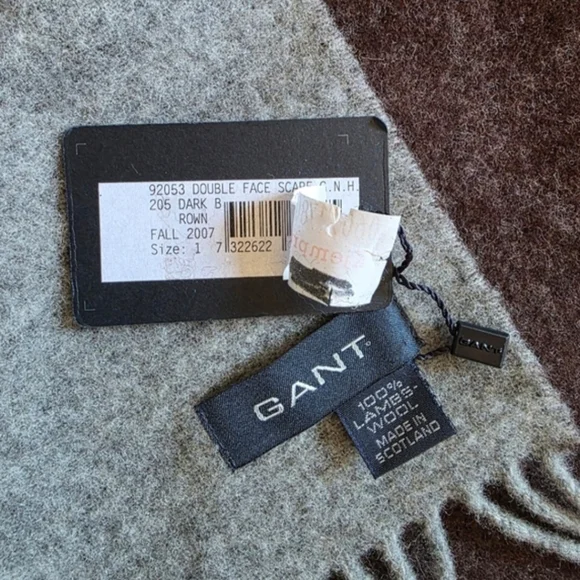 92053 DOUBLE FACE SCARF C.N.H.
205 DARK B
ROWN
FALL 2007
Size: 1 7 322622
GANT
GANT
100%
LAMBS-
WOOL
MADE IN
SCOTLAND